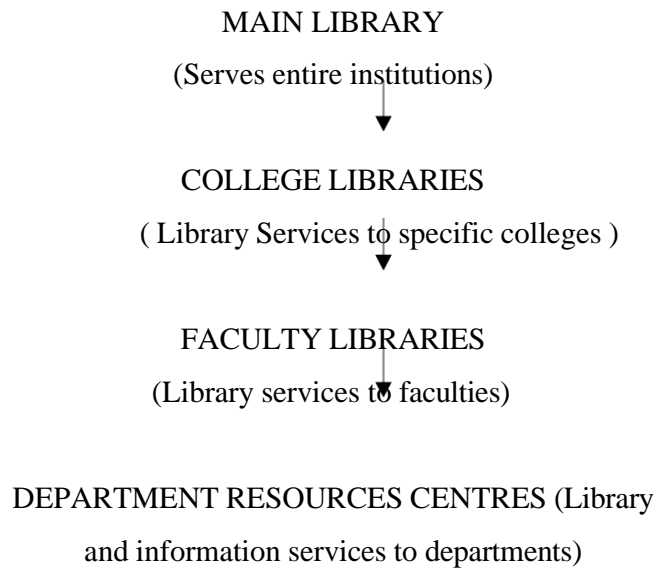 MAIN LIBRARY
(Serves entire institutions)
COLLEGE LIBRARIES
( Library Services to specific colleges )
FACULTY LIBRARIES
(Library services to faculties)
DEPARTMENT RESOURCES CENTRES (Library
and information services to departments)